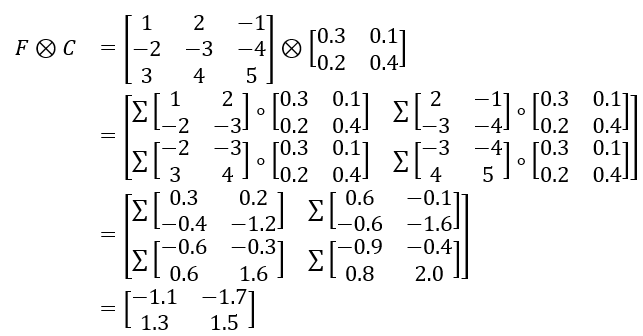 F ⊗ C = [1 2 −1; −2 −3 −4; 3 4 5] ⊗ [0.3 0.1; 0.2 0.4]
= [∑ [1 2; −2 −3] ∘ [0.3 0.1; 0.2 0.4] ∑ [2 −1; −3 −4] ∘ [0.3 0.1; 0.2 0.4]; ∑ [−2 −3; 3 4] ∘ [0.3 0.1; 0.2 0.4] ∑ [−3 −4; 4 5] ∘ [0.3 0.1; 0.2 0.4]]
= [∑ [0.3 0.2; −0.4 −1.2] ∑ [0.6 −0.1; −0.6 −1.6]; ∑ [−0.6 −0.3; 0.6 1.6] ∑ [−0.9 −0.4; 0.8 2.0]]
= [−1.1 −1.7; 1.3 1.5]